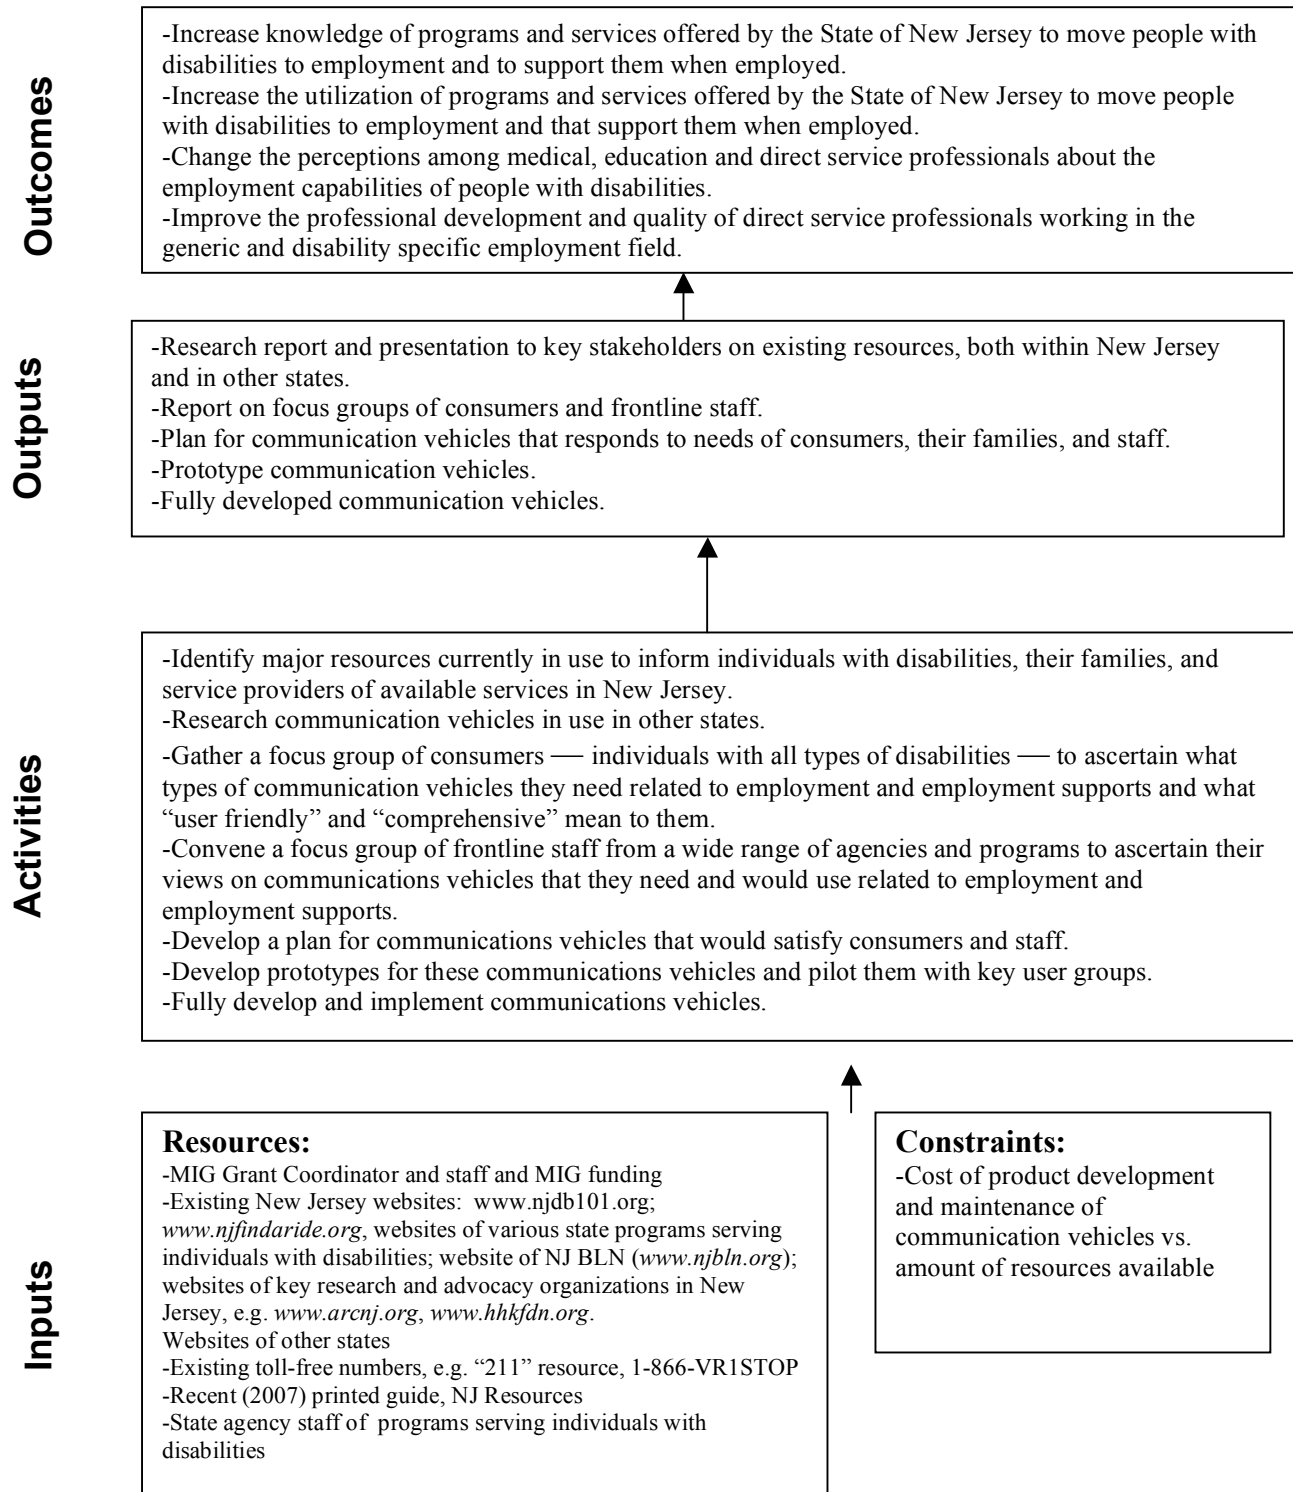 Outcomes
-Increase knowledge of programs and services offered by the State of New Jersey to move people with
disabilities to employment and to support them when employed.
-Increase the utilization of programs and services offered by the State of New Jersey to move people
with disabilities to employment and that support them when employed.
-Change the perceptions among medical, education and direct service professionals about the
employment capabilities of people with disabilities.
-Improve the professional development and quality of direct service professionals working in the
generic and disability specific employment field.
Outputs
-Research report and presentation to key stakeholders on existing resources, both within New Jersey
and in other states.
-Report on focus groups of consumers and frontline staff.
-Plan for communication vehicles that responds to needs of consumers, their families, and staff.
-Prototype communication vehicles.
-Fully developed communication vehicles.
Activities
-Identify major resources currently in use to inform individuals with disabilities, their families, and
service providers of available services in New Jersey.
-Research communication vehicles in use in other states.
-Gather a focus group of consumers — individuals with all types of disabilities — to ascertain what
types of communication vehicles they need related to employment and employment supports and what
“user friendly” and “comprehensive” mean to them.
-Convene a focus group of frontline staff from a wide range of agencies and programs to ascertain their
views on communications vehicles that they need and would use related to employment and
employment supports.
-Develop a plan for communications vehicles that would satisfy consumers and staff.
-Develop prototypes for these communications vehicles and pilot them with key user groups.
-Fully develop and implement communications vehicles.
Inputs
Resources:
-MIG Grant Coordinator and staff and MIG funding
-Existing New Jersey websites:  www.njdb101.org;
www.njfindaride.org, websites of various state programs serving
individuals with disabilities; website of NJ BLN (www.njbln.org);
websites of key research and advocacy organizations in New
Jersey, e.g. www.arcnj.org, www.hhkfdn.org.
Websites of other states
-Existing toll-free numbers, e.g. “211” resource, 1-866-VR1STOP
-Recent (2007) printed guide, NJ Resources
-State agency staff of  programs serving individuals with
disabilities
Constraints:
-Cost of product development
and maintenance of
communication vehicles vs.
amount of resources available